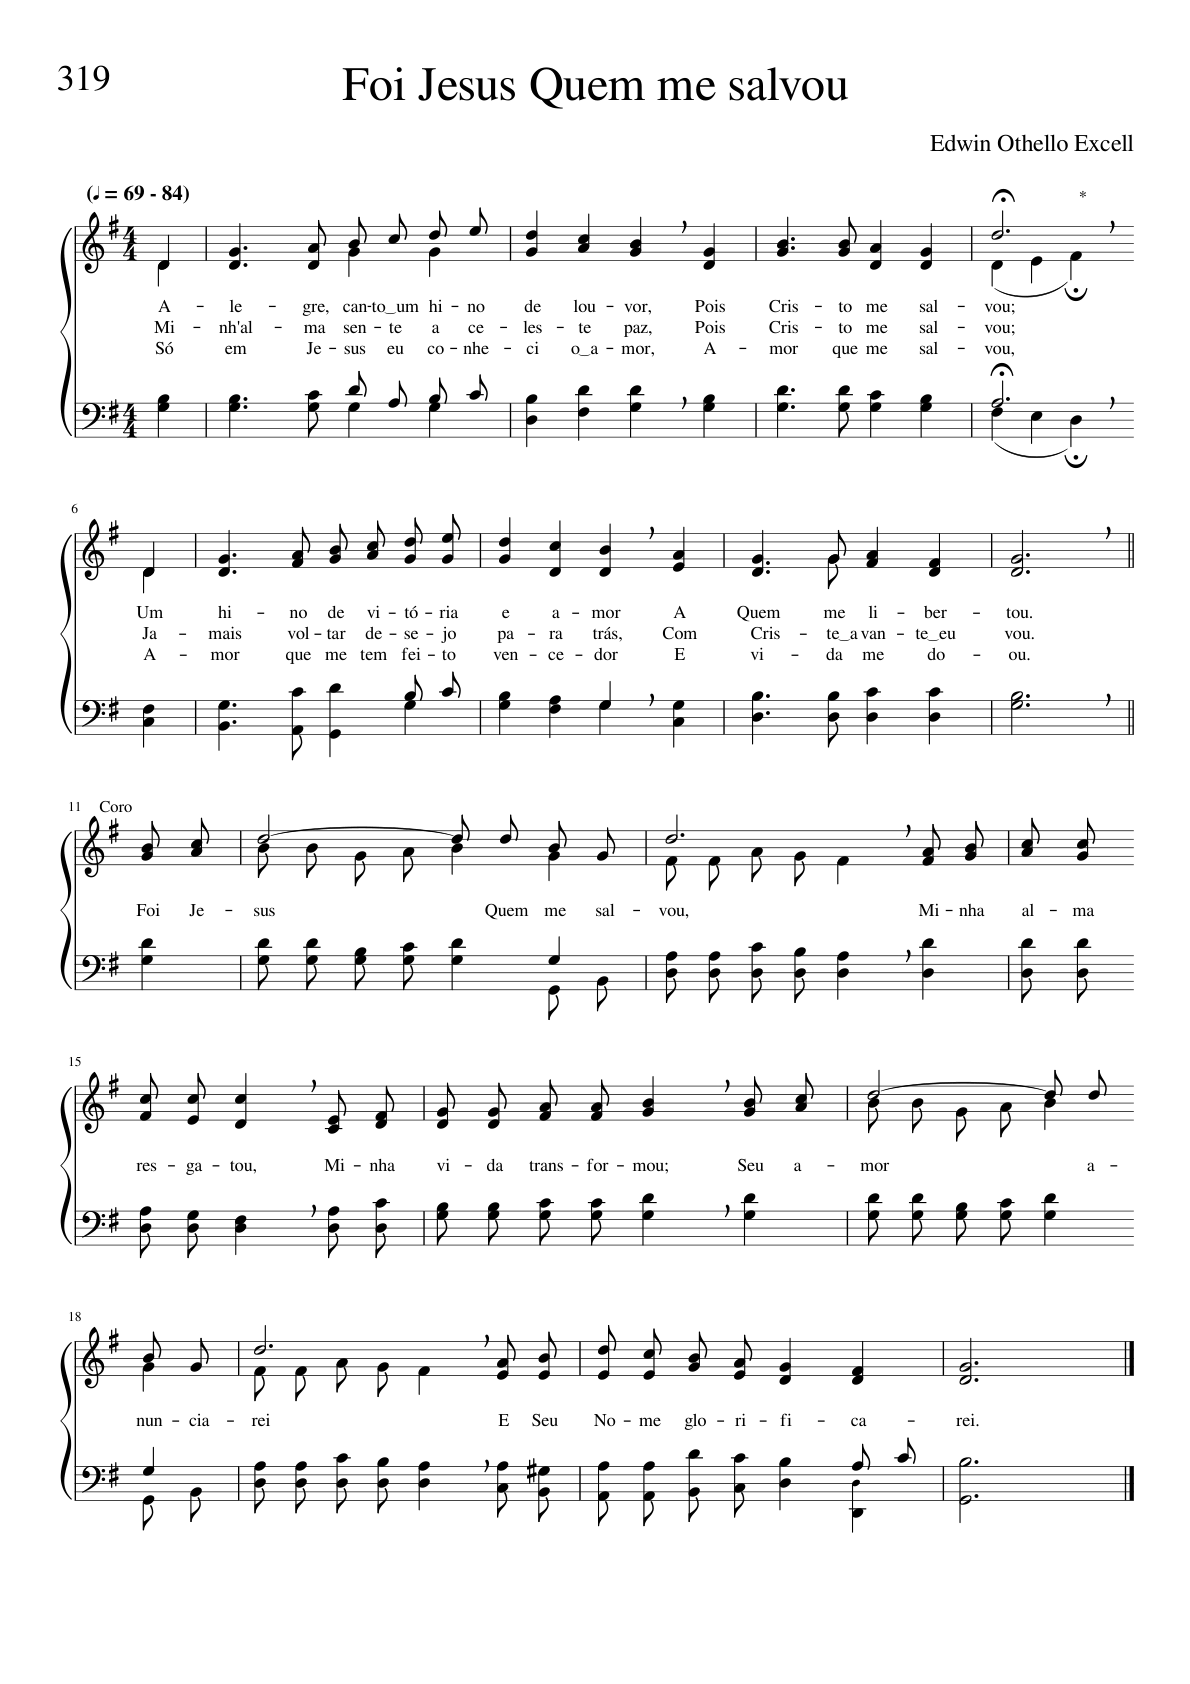 319
Foi Jesus Quem me salvou
Edwin Othello Excell
(♩ = 69 - 84)
*
A - le - gre, can-to_um hi - no de lou - vor, Pois Cris - to me sal - vou;
Mi - nh'al - ma sen - te a ce - les - te paz, Pois Cris - to me sal - vou;
Só em Je - sus eu co - nhe - ci o_a - mor, A - mor que me sal - vou,
6
Um hi - no de vi - tó - ria e a - mor A Quem me li - ber - tou.
Ja - mais vol - tar de - se - jo pa - ra trás, Com Cris - te_a van - te_eu vou.
A - mor que me tem fei - to ven - ce - dor E vi - da me do - ou.
11 Coro
Foi Je - sus Quem me sal - vou, Mi - nha al - ma
15
res - ga - tou, Mi - nha vi - da trans - for - mou; Seu a - mor a -
18
nun - cia - rei E Seu No - me glo - ri - fi - ca - rei.